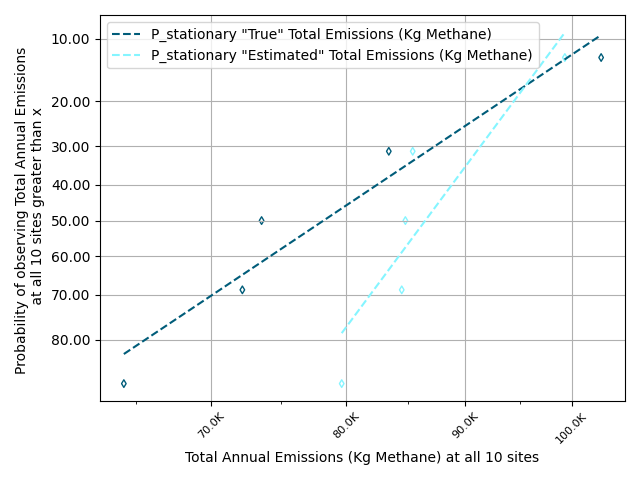 P_stationary "True" Total Emissions (Kg Methane)
P_stationary "Estimated" Total Emissions (Kg Methane)
Probability of observing Total Annual Emissions
at all 10 sites greater than x
10.00
20.00
30.00
40.00
50.00
60.00
70.00
80.00
70.0K
80.0K
90.0K
100.0K
Total Annual Emissions (Kg Methane) at all 10 sites